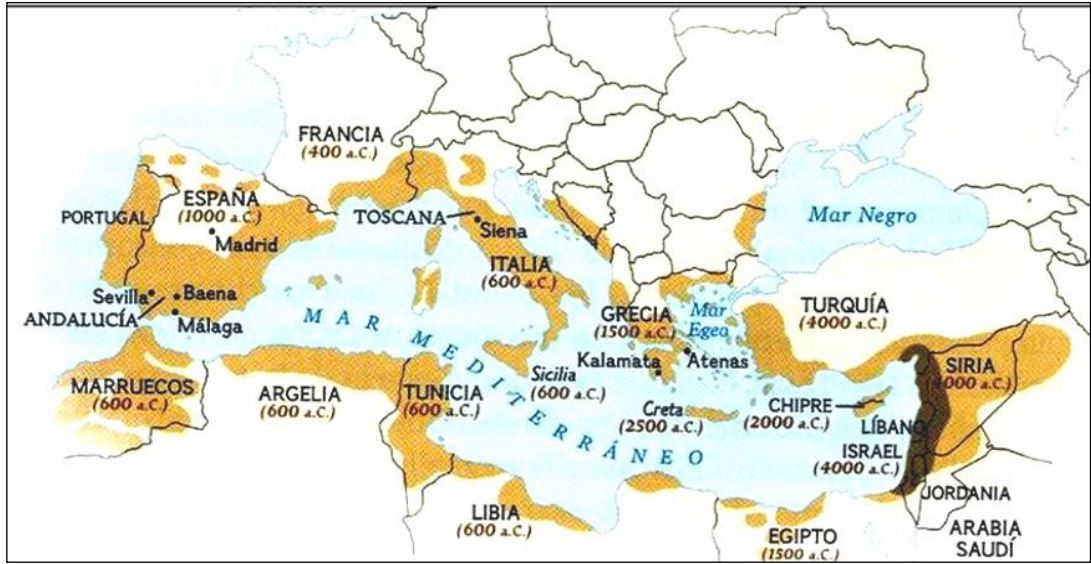 FRANCIA
(400 a.C.)
ESPAÑA
(1000 a.C.)
PORTUGAL
Madrid
TOSCANA
Siena
Mar Negro
ITALIA
(600 a.C.)
Sevilla
Baena
ANDALUCÍA
Málaga
GRECIA
(1500 a.C.)
Mar
Egeo
TURQUÍA
(4000 a.C.)
Kalamata
Atenas
MAR MEDITERRÁNEO
MARRUECOS
(600 a.C.)
ARGELIA
(600 a.C.)
TUNICIA
(600 a.C.)
Sicilia
(600 a.C.)
Creta
(2500 a.C.)
CHIPRE
(2000 a.C.)
SIRIA
(4000 a.C.)
LÍBANO
ISRAEL
(4000 a.C.)
JORDANIA
LIBIA
(600 a.C.)
EGIPTO
(1500 a.C.)
ARABIA
SAUDÍ